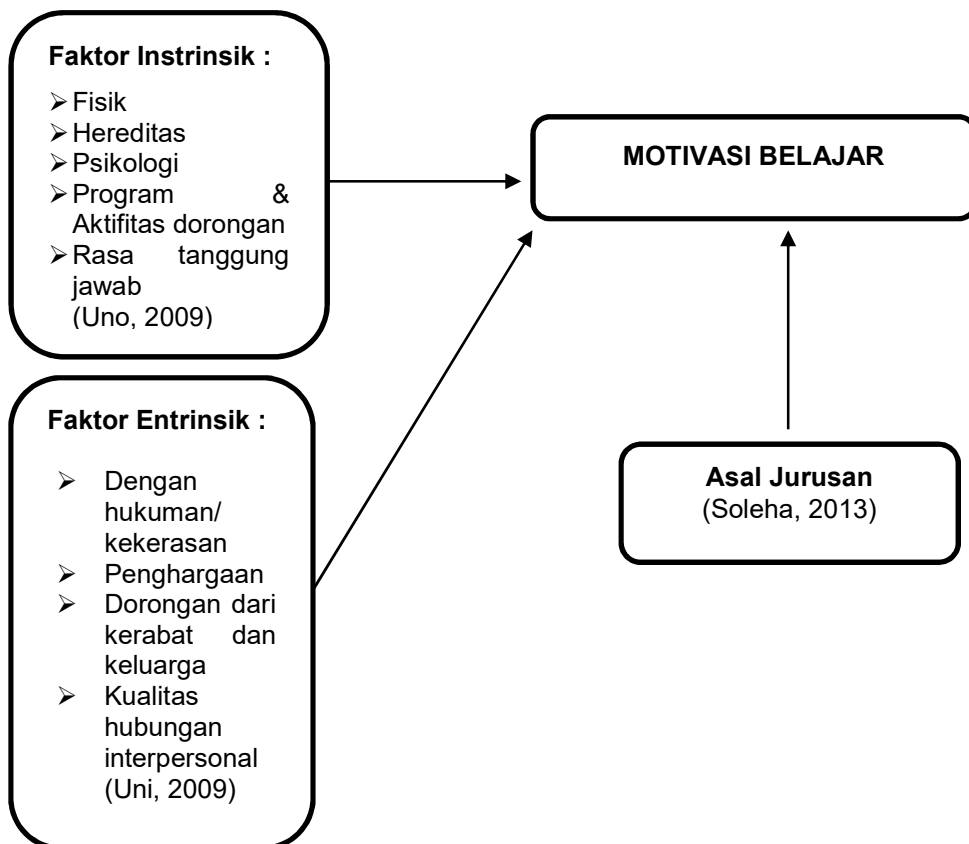 Faktor Instrinsik :
➢ Fisik
➢ Hereditas
➢ Psikologi
➢ Program &
Aktifitas dorongan
➢ Rasa tanggung
jawab
(Uno, 2009)
MOTIVASI BELAJAR
Faktor Entrinsik :
➢ Dengan
hukuman/
kekerasan
➢ Penghargaan
➢ Dorongan dari
kerabat dan
keluarga
➢ Kualitas
hubungan
interpersonal
(Uni, 2009)
Asal Jurusan
(Soleha, 2013)